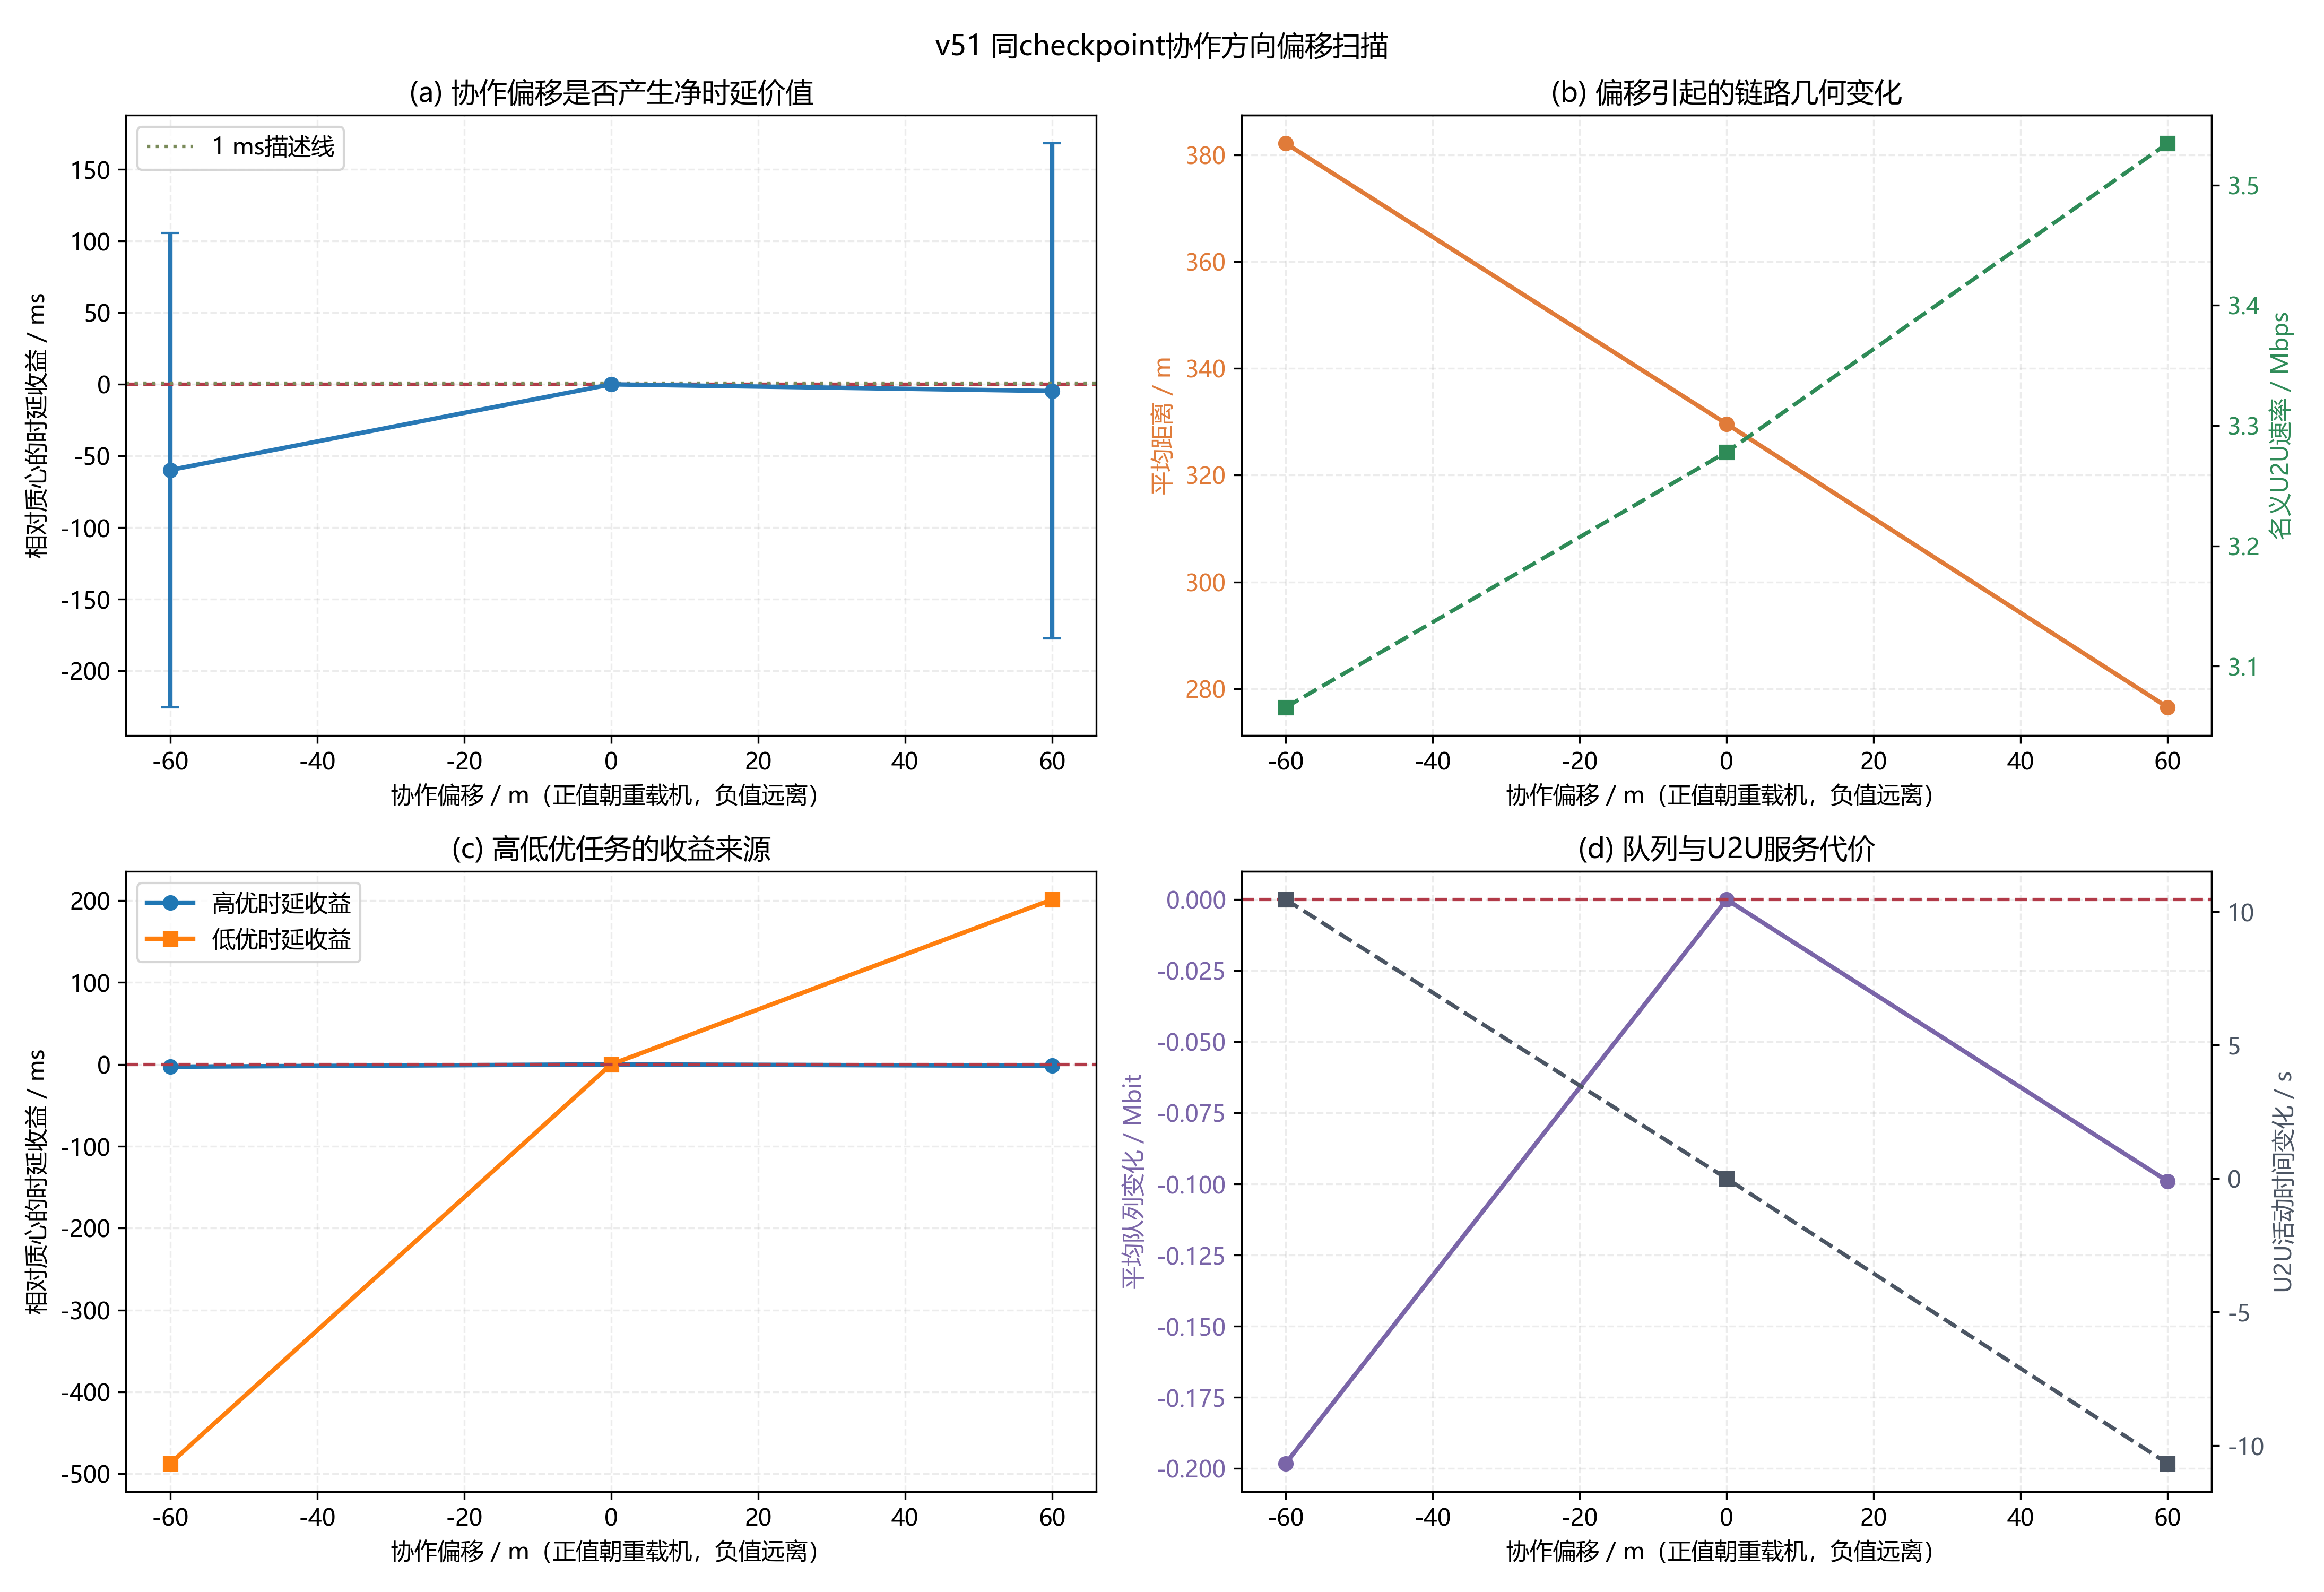 v51 同checkpoint协作方向偏移扫描
(a) 协作偏移是否产生净时延价值
1 ms描述线
150
100
50
0
-50
-100
-150
-200
相对质心的时延收益 / ms
-60 -40 -20 0 20 40 60
协作偏移 / m（正值朝重载机，负值远离）
(b) 偏移引起的链路几何变化
380
360
340
320
300
280
平均距离 / m
3.5
3.4
3.3
3.2
3.1
名义U2U速率 / Mbps
-60 -40 -20 0 20 40 60
协作偏移 / m（正值朝重载机，负值远离）
(c) 高低优任务的收益来源
高优时延收益
低优时延收益
200
100
0
-100
-200
-300
-400
-500
相对质心的时延收益 / ms
-60 -40 -20 0 20 40 60
协作偏移 / m（正值朝重载机，负值远离）
(d) 队列与U2U服务代价
0.000
-0.025
-0.050
-0.075
-0.100
-0.125
-0.150
-0.175
-0.200
平均队列变化 / Mbit
10
5
0
-5
-10
U2U活动时间变化 / s
-60 -40 -20 0 20 40 60
协作偏移 / m（正值朝重载机，负值远离）